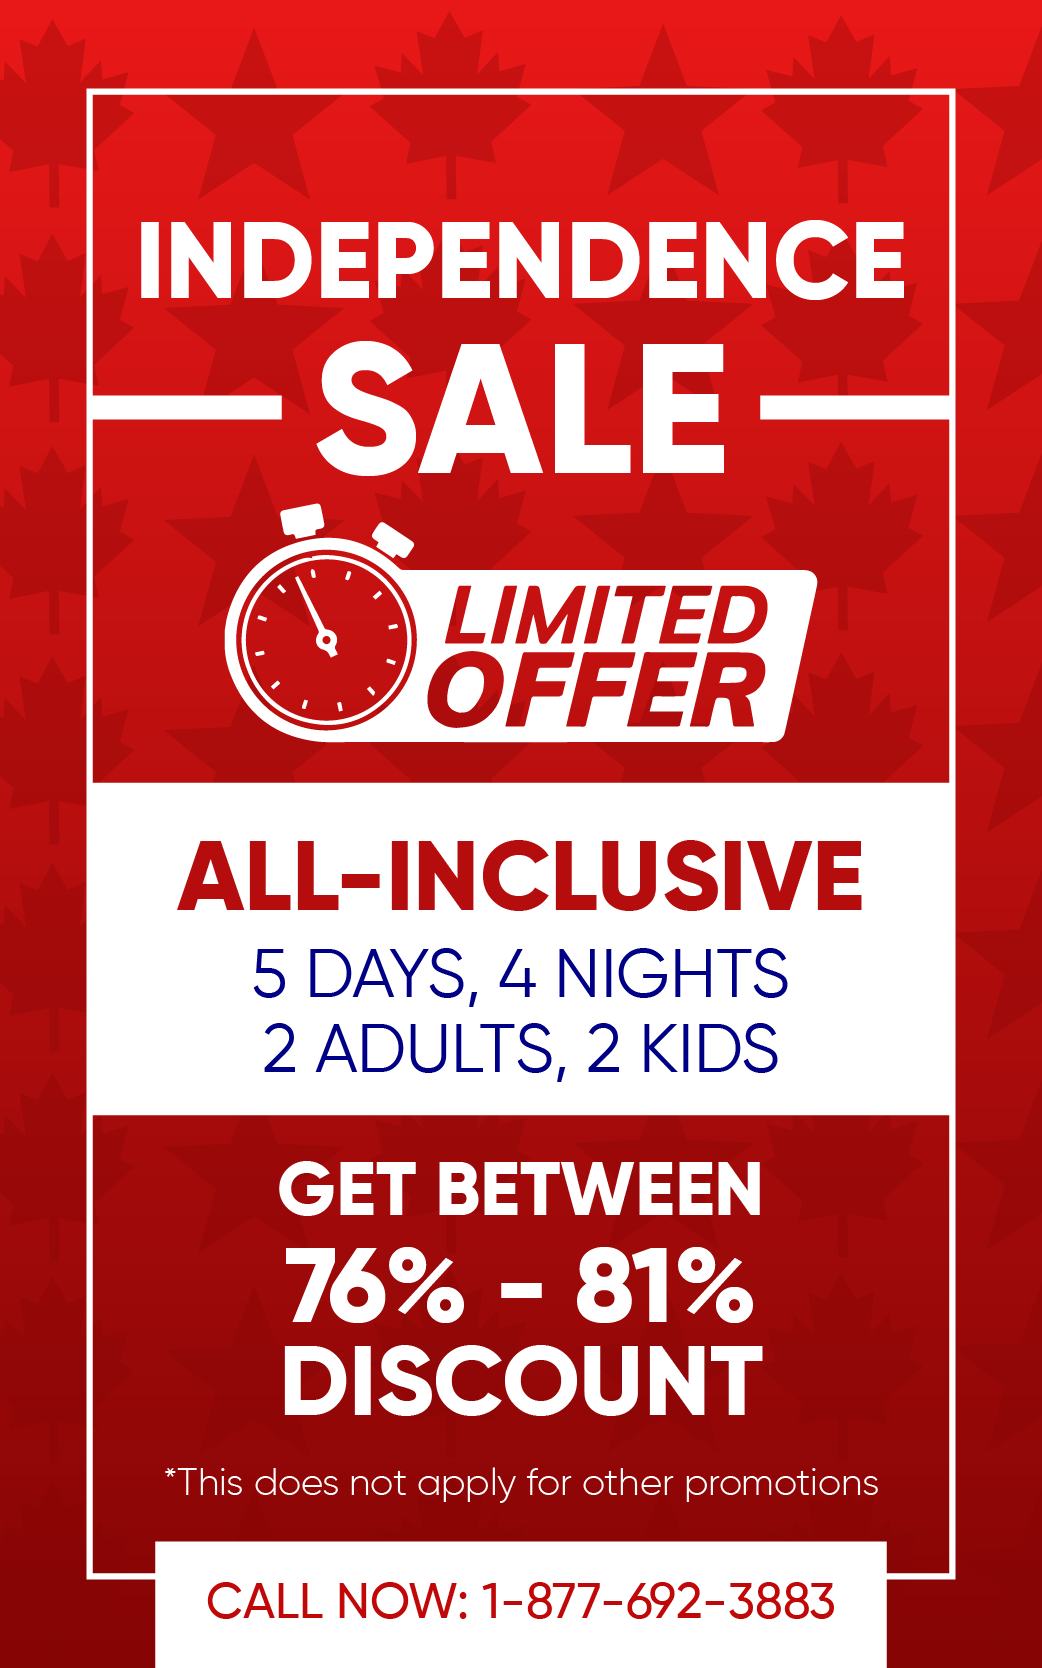 INDEPENDENCE
SALE
LIMITED
OFFER
ALL-INCLUSIVE
5 DAYS, 4 NIGHTS
2 ADULTS, 2 KIDS
GET BETWEEN
76% - 81%
DISCOUNT
*This does not apply for other promotions
CALL NOW: 1-877-692-3883